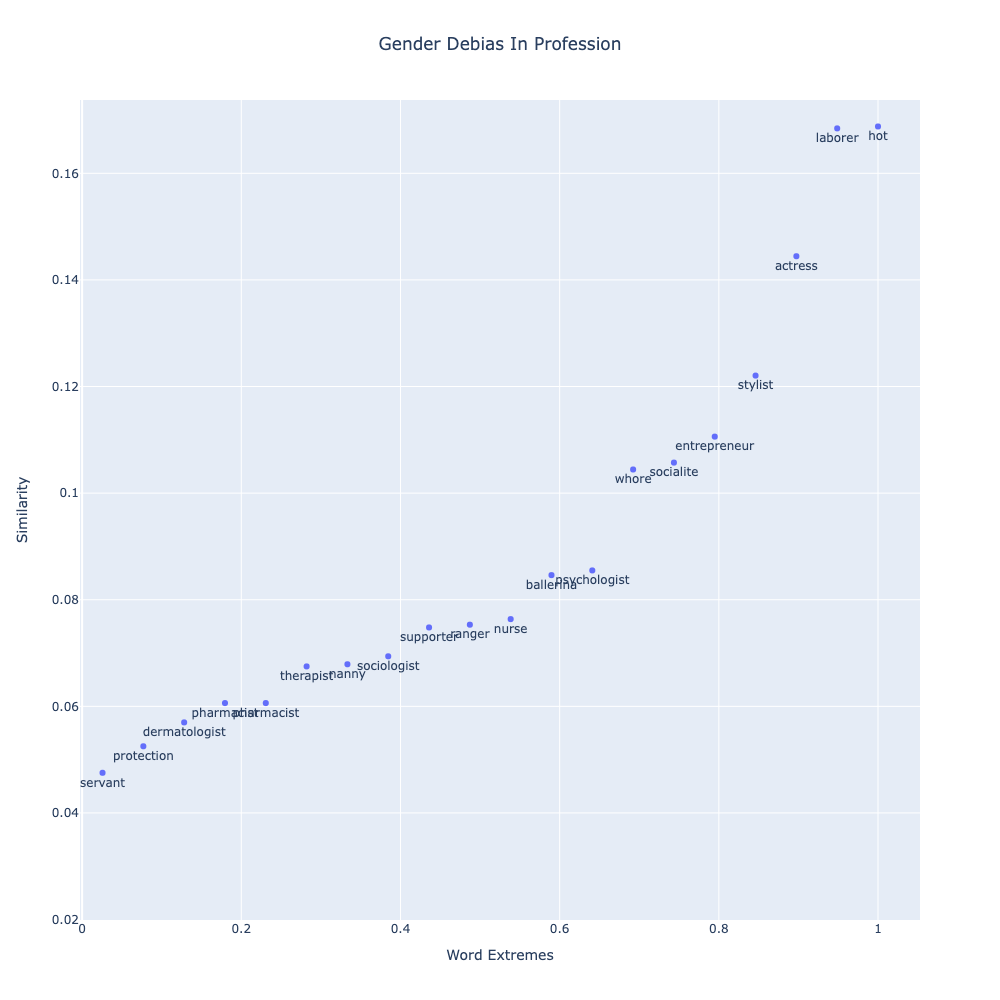 Gender Debias In Profession
laborer
hot
0.16
actress
0.14
stylist
0.12
entrepreneur
socialite
whore
0.1
Similarity
psychologist
ballerina
0.08
nurse
ranger
supporter
sociologist
nanny
therapist
0.06
pharmacist
pharmacist
dermatologist
protection
servant
0.04
0.02
0
0.2
0.4
0.6
0.8
1
Word Extremes